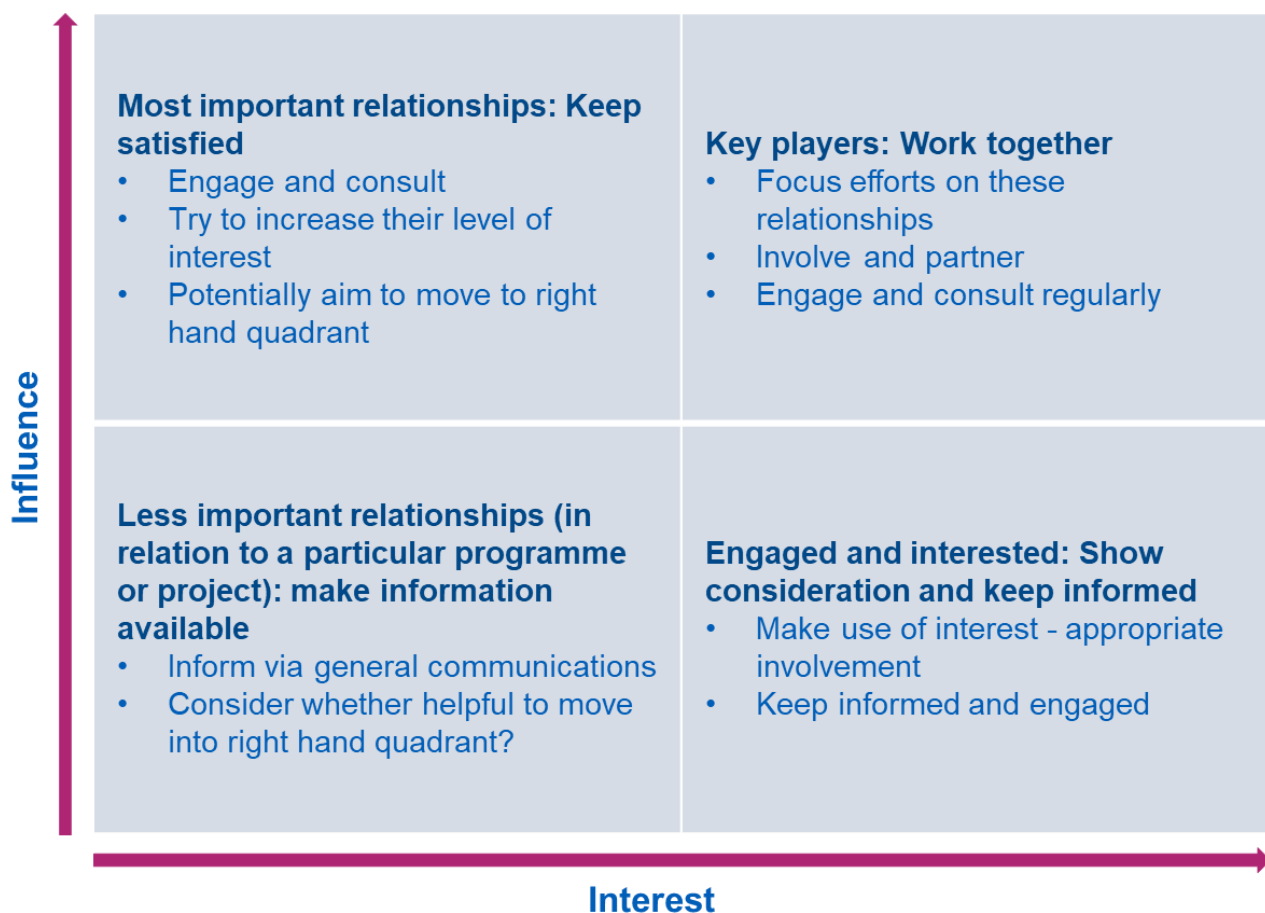 Most important relationships: Keep
satisfied
• Engage and consult
• Try to increase their level of
interest
• Potentially aim to move to right
hand quadrant
Key players: Work together
• Focus efforts on these
relationships
• Involve and partner
• Engage and consult regularly
Influence
Less important relationships (in
relation to a particular programme
or project): make information
available
• Inform via general communications
• Consider whether helpful to move
into right hand quadrant?
Engaged and interested: Show
consideration and keep informed
• Make use of interest - appropriate
involvement
• Keep informed and engaged
Interest